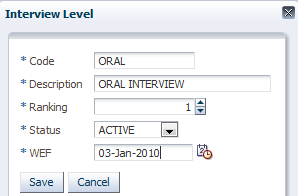 Interview Level
* Code ORAL
* Description ORAL INTERVIEW
* Ranking 1
* Status ACTIVE
* WEF 03-Jan-2010
Save Cancel